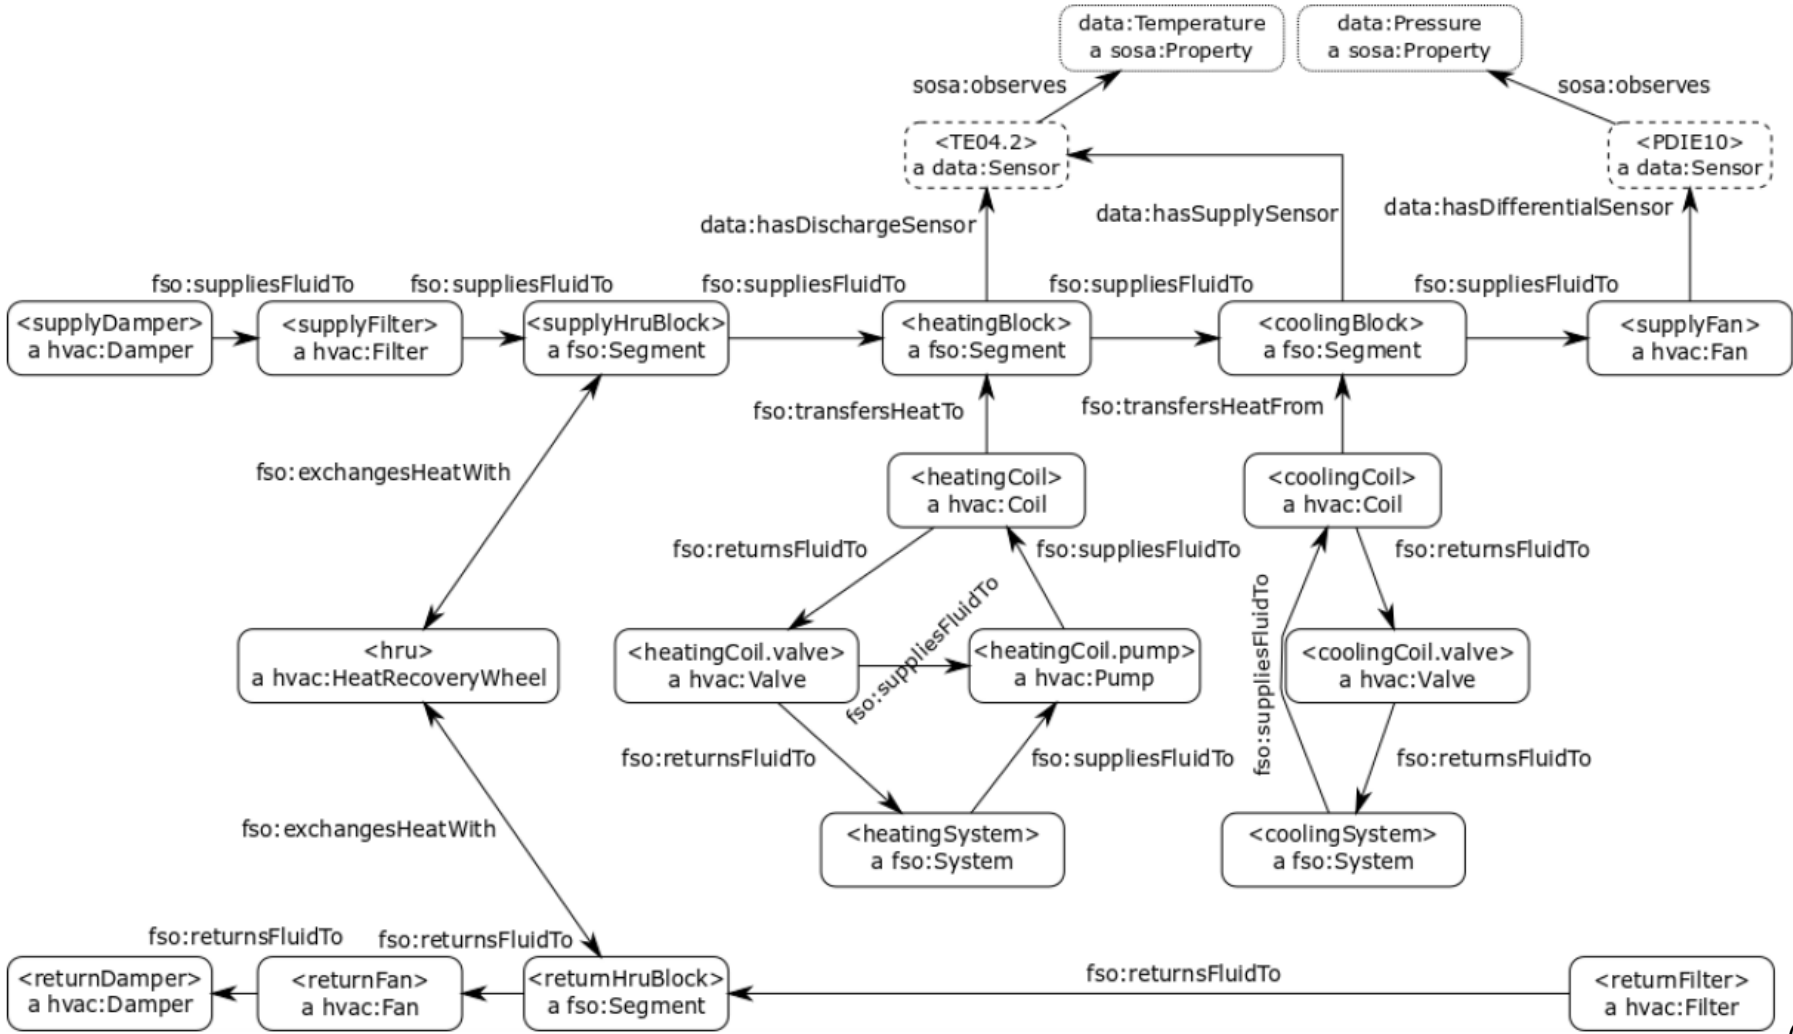 data:Temperature
a sosa:Property
data:Pressure
a sosa:Property
sosa:observes
sosa:observes
<TE04.2>
a data:Sensor
<PDIE10>
a data:Sensor
data:hasDischargeSensor
data:hasSupplySensor
data:hasDifferentialSensor
fso:suppliesFluidTo
fso:suppliesFluidTo
fso:suppliesFluidTo
fso:suppliesFluidTo
fso:suppliesFluidTo
<supplyDamper>
a hvac:Damper
<supplyFilter>
a hvac:Filter
<supplyHruBlock>
a fso:Segment
<heatingBlock>
a fso:Segment
<coolingBlock>
a fso:Segment
<supplyFan>
a hvac:Fan
fso:transfersHeatTo
fso:transfersHeatFrom
fso:exchangesHeatWith
<heatingCoil>
a hvac:Coil
<coolingCoil>
a hvac:Coil
fso:returnsFluidTo
fso:suppliesFluidTo
fso:returnsFluidTo
fso:suppliesFluidTo
fso:suppliesFluidTo
<hru>
a hvac:HeatRecoveryWheel
<heatingCoil.valve>
a hvac:Valve
<heatingCoil.pump>
a hvac:Pump
<coolingCoil.valve>
a hvac:Valve
fso:returnsFluidTo
fso:suppliesFluidTo
fso:returnsFluidTo
fso:exchangesHeatWith
<heatingSystem>
a fso:System
<coolingSystem>
a fso:System
fso:returnsFluidTo
fso:returnsFluidTo
fso:returnsFluidTo
<returnDamper>
a hvac:Damper
<returnFan>
a hvac:Fan
<returnHruBlock>
a fso:Segment
<returnFilter>
a hvac:Filter